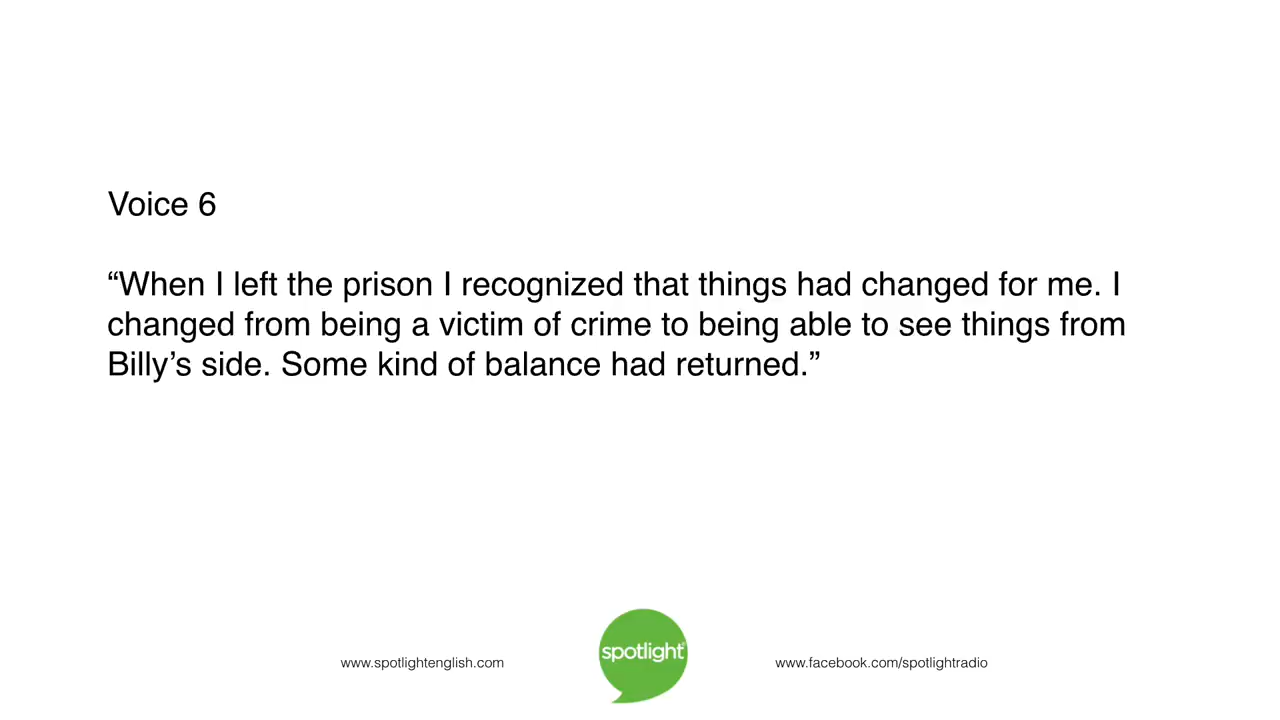 Voice 6
“When I left the prison I recognized that things had changed for me. I
changed from being a victim of crime to being able to see things from
Billy’s side. Some kind of balance had returned.”
www.spotlightenglish.com
spotlight
www.facebook.com/spotlightradio